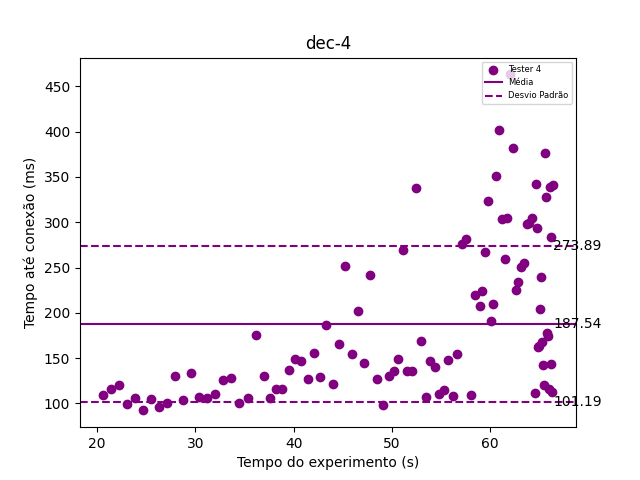 dec-4
Tempo até conexão (ms)
450
400
350
300
250
200
150
100
Tester 4
Média
Desvio Padrão
273.89
187.54
101.19
20 30 40 50 60
Tempo do experimento (s)